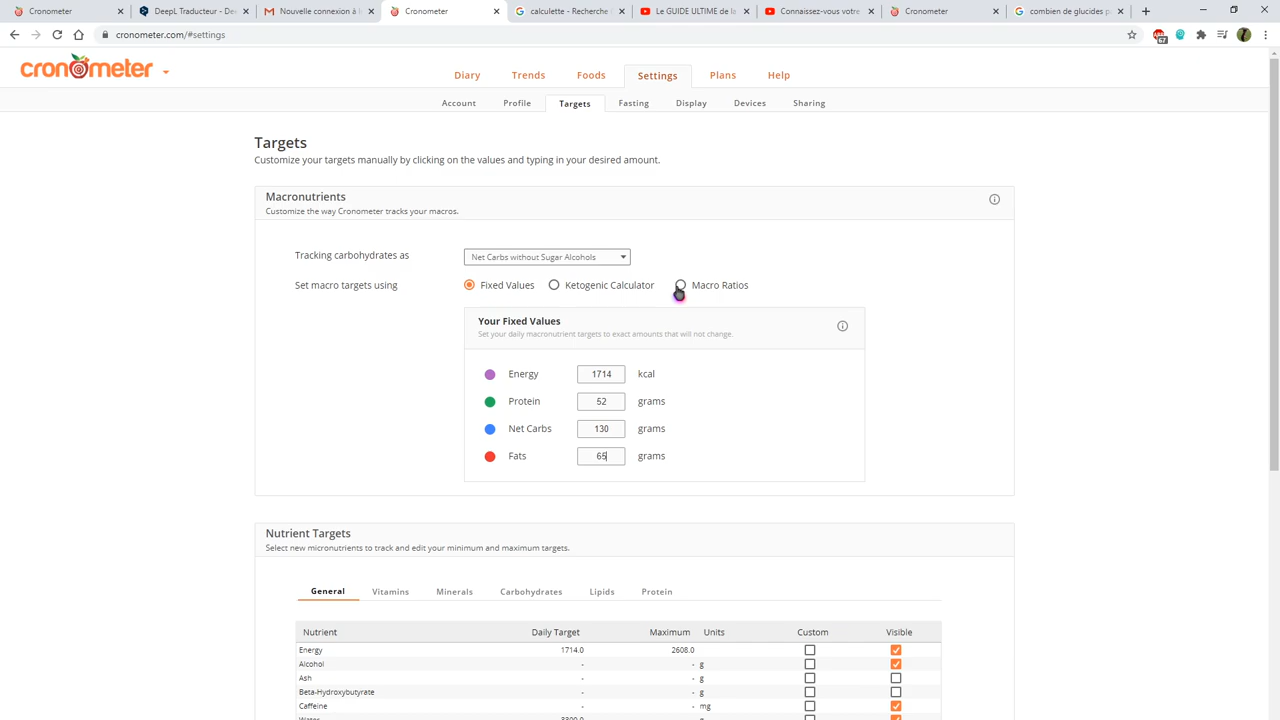 Cronometer
DeepL Traducteur - De
Nouvelle connexion à l
Cronometer
calculette - Recherche
Le GUIDE ULTIME de la
Connaissez-vous votre
Cronometer
combien de glucides p
cronometer.com/#settings
67
cronometer
Diary Trends Foods Settings Plans Help
Account Profile Targets Fasting Display Devices Sharing
Targets
Customize your targets manually by clicking on the values and typing in your desired amount.
Macronutrients
Customize the way Cronometer tracks your macros.
Tracking carbohydrates as Net Carbs without Sugar Alcohols
Set macro targets using Fixed Values Ketogenic Calculator Macro Ratios
Your Fixed Values
Set your daily macronutrient targets to exact amounts that will not change.
Energy 1714 kcal
Protein 52 grams
Net Carbs 130 grams
Fats 65 grams
Nutrient Targets
Select new micronutrients to track and edit your minimum and maximum targets.
General Vitamins Minerals Carbohydrates Lipids Protein
Nutrient Daily Target Maximum Units Custom Visible
Energy 1714.0 2608.0
Alcohol - - g
Ash - - g
Beta-Hydroxybutyrate - - g
Caffeine - - mg
Water